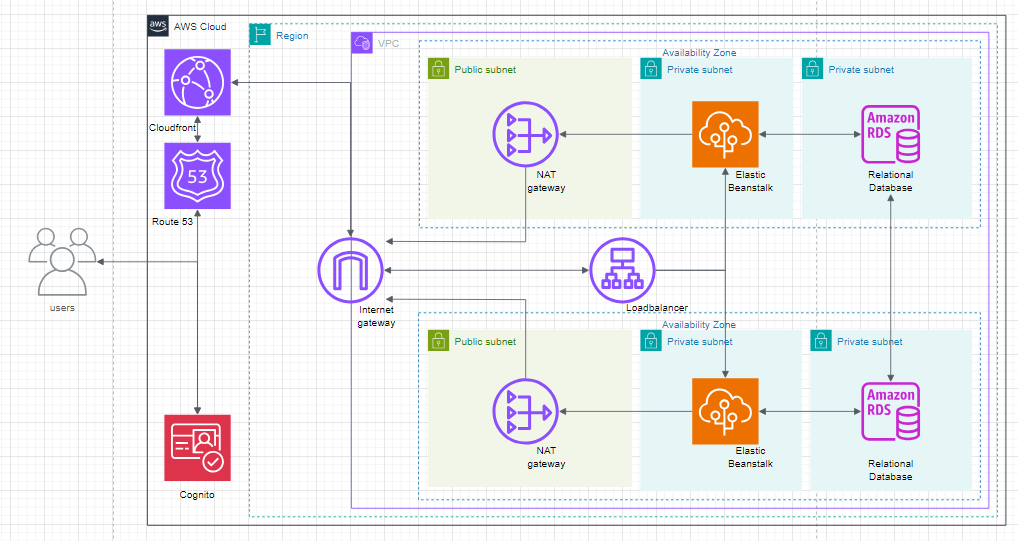 aws
AWS Cloud
Region
VPC
Availability Zone
Public subnet
Private subnet
Private subnet
Cloudfront
Amazon
RDS
NAT
gateway
Elastic
Beanstalk
Relational
Database
53
Route 53
users
Internet
gateway
Loadbalancer
Availability Zone
Public subnet
Private subnet
Private subnet
Amazon
RDS
NAT
gateway
Elastic
Beanstalk
Relational
Database
Cognito